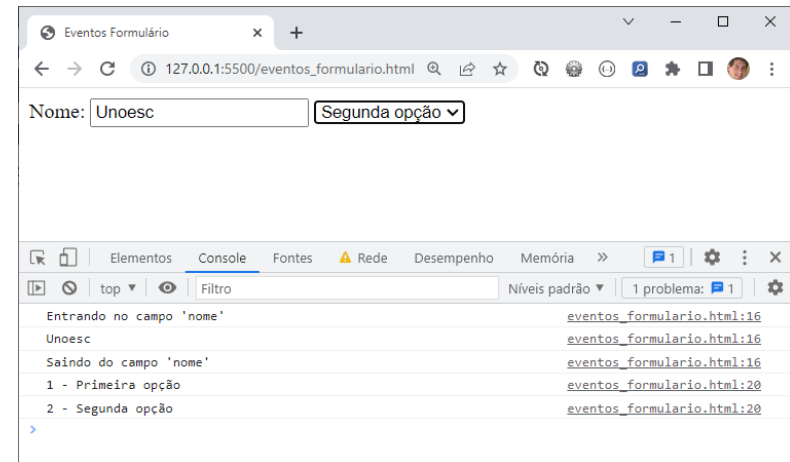 Eventos Formulário
127.0.0.1:5500/eventos_formulario.html
Nome: Unoesc Segunda opção
Elementos Console Fontes Rede Desempenho Memória » 1
top Filtro Níveis padrão 1 problema: 1
Entrando no campo 'nome' eventos_formulario.html:16
Unoesc eventos_formulario.html:16
Saindo do campo 'nome' eventos_formulario.html:16
1 - Primeira opção eventos_formulario.html:20
2 - Segunda opção eventos_formulario.html:20
>